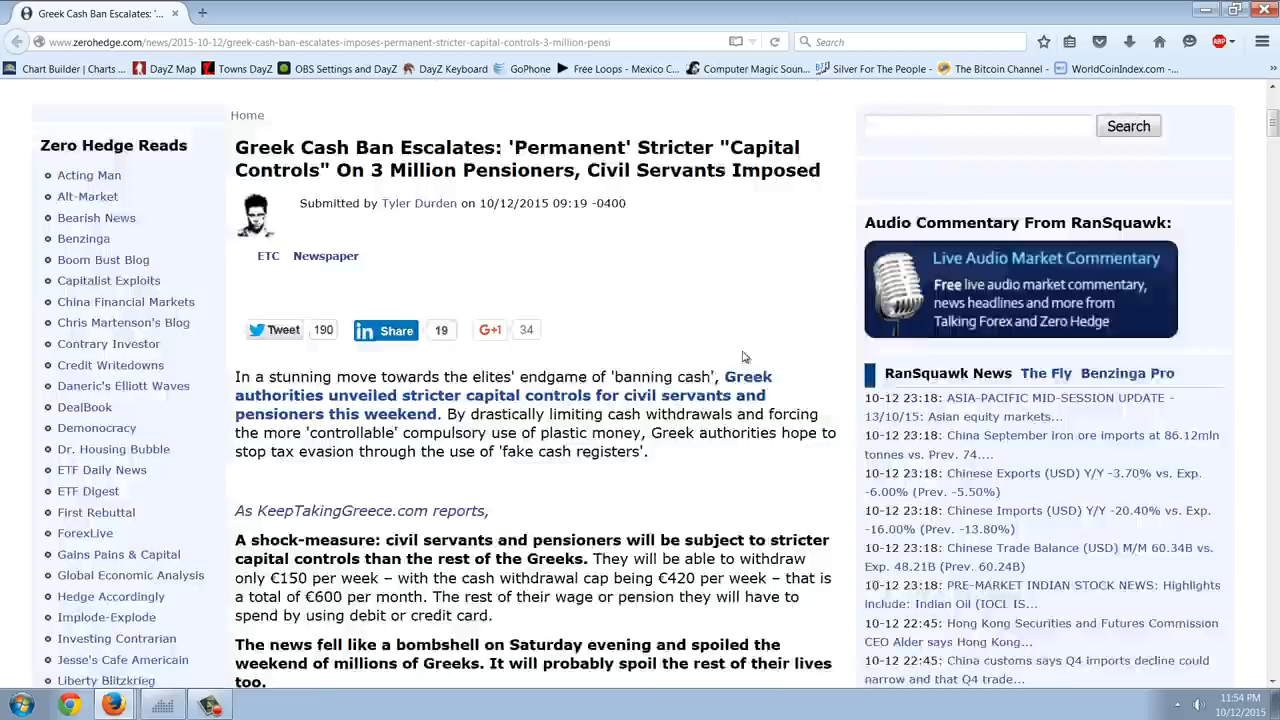 Greek Cash Ban Escalates: '...
www.zerohedge.com/news/2015-10-12/greek-cash-ban-escalates-imposes-permanent-stricter-capital-controls-3-million-pensi
Search
ABP
Chart Builder | Charts ...
DayZ Map
Towns DayZ
OBS Settings and DayZ
DayZ Keyboard
GoPhone
Free Loops - Mexico C...
Computer Magic Soun...
Silver For The People - ...
The Bitcoin Channel - ...
WorldCoinIndex.com -...
Zero Hedge Reads
Acting Man
Alt-Market
Bearish News
Benzinga
Boom Bust Blog
Capitalist Exploits
China Financial Markets
Chris Martenson's Blog
Contrary Investor
Credit Writedowns
Daneric's Elliott Waves
DealBook
Demonocracy
Dr. Housing Bubble
ETF Daily News
ETF Digest
First Rebuttal
ForexLive
Gains Pains & Capital
Global Economic Analysis
Hedge Accordingly
Implode-Explode
Investing Contrarian
Jesse's Cafe Americain
Liberty Blitzkrieg
Home
Greek Cash Ban Escalates: 'Permanent' Stricter "Capital
Controls" On 3 Million Pensioners, Civil Servants Imposed
Submitted by Tyler Durden on 10/12/2015 09:19 -0400
ETC Newspaper
Tweet 190 in Share 19 G+1 34
In a stunning move towards the elites' endgame of 'banning cash', Greek
authorities unveiled stricter capital controls for civil servants and
pensioners this weekend. By drastically limiting cash withdrawals and forcing
the more 'controllable' compulsory use of plastic money, Greek authorities hope to
stop tax evasion through the use of 'fake cash registers'.
As KeepTakingGreece.com reports,
A shock-measure: civil servants and pensioners will be subject to stricter
capital controls than the rest of the Greeks. They will be able to withdraw
only €150 per week – with the cash withdrawal cap being €420 per week – that is
a total of €600 per month. The rest of their wage or pension they will have to
spend by using debit or credit card.
The news fell like a bombshell on Saturday evening and spoiled the
weekend of millions of Greeks. It will probably spoil the rest of their lives
too.
Search
Audio Commentary From RanSquawk:
Live Audio Market Commentary
Free live audio market commentary,
news headlines and more from
Talking Forex and Zero Hedge
RanSquawk News The Fly Benzinga Pro
10-12 23:18: ASIA-PACIFIC MID-SESSION UPDATE -
13/10/15: Asian equity markets...
10-12 23:18: China September iron ore imports at 86.12mln
tonnes vs. Prev. 74....
10-12 23:18: Chinese Exports (USD) Y/Y -3.70% vs. Exp.
-6.00% (Prev. -5.50%)
10-12 23:18: Chinese Imports (USD) Y/Y -20.40% vs. Exp.
-16.00% (Prev. -13.80%)
10-12 23:18: Chinese Trade Balance (USD) M/M 60.34B vs.
Exp. 48.21B (Prev. 60.24B)
10-12 23:18: PRE-MARKET INDIAN STOCK NEWS: Highlights
include: Indian Oil (IOCL IS...
10-12 22:45: Hong Kong Securities and Futures Commission
CEO Alder says Hong Kong...
10-12 22:45: China customs says Q4 imports decline could
narrow and that Q4 trade...
11:54 PM
10/12/2015